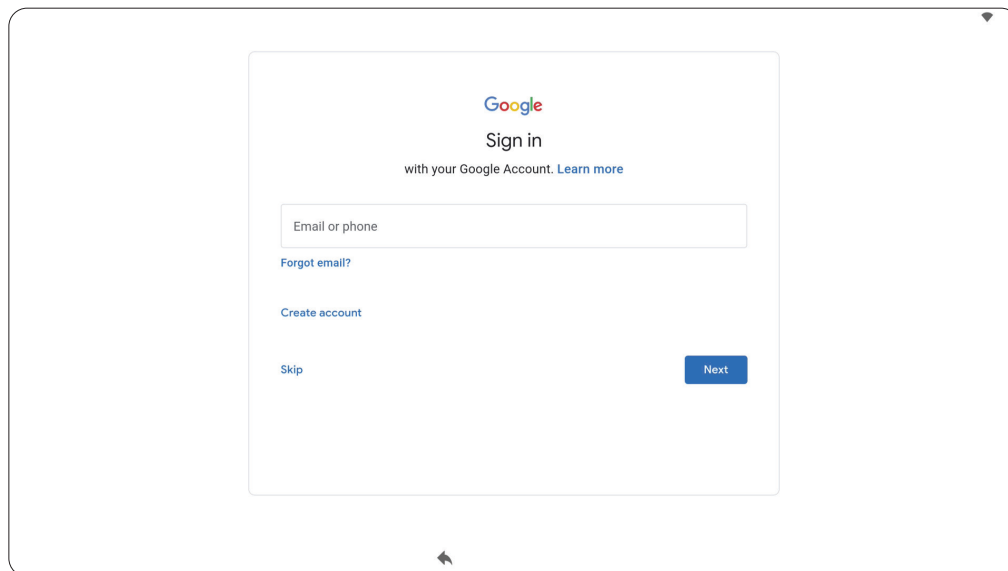 Google
Sign in
with your Google Account. Learn more
Email or phone
Forgot email?
Create account
Skip
Next